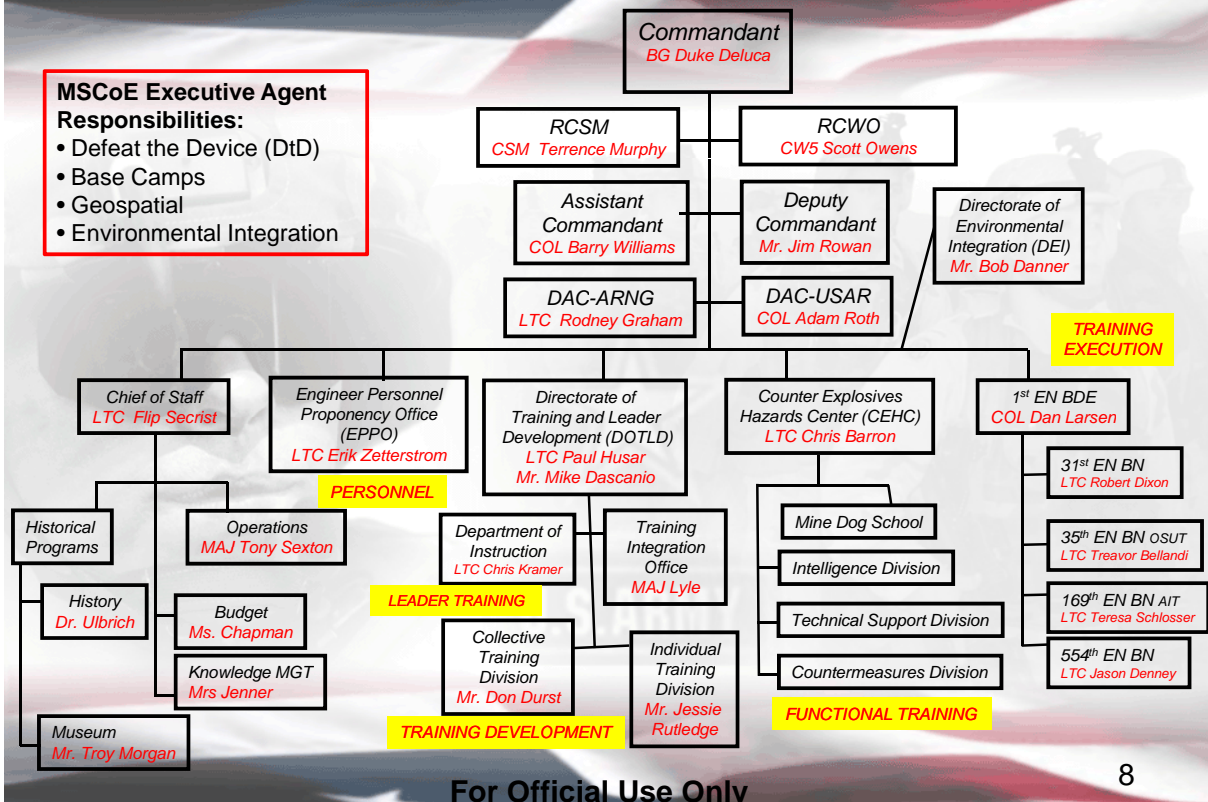 Commandant
BG Duke Deluca
MSCoE Executive Agent
Responsibilities:
• Defeat the Device (DtD)
• Base Camps
• Geospatial
• Environmental Integration
RCSM
CSM Terrence Murphy
RCWO
CW5 Scott Owens
Assistant
Commandant
COL Barry Williams
Deputy
Commandant
Mr. Jim Rowan
Directorate of
Environmental
Integration (DEI)
Mr. Bob Danner
DAC-ARNG
LTC Rodney Graham
DAC-USAR
COL Adam Roth
TRAINING
EXECUTION
Chief of Staff
LTC Flip Secrist
Engineer Personnel
Proponency Office
(EPPO)
LTC Erik Zetterstrom
PERSONNEL
Directorate of
Training and Leader
Development (DOTLD)
LTC Paul Husar
Mr. Mike Dascanio
Counter Explosives
Hazards Center (CEHC)
LTC Chris Barron
1st EN BDE
COL Dan Larsen
Historical
Programs
Operations
MAJ Tony Sexton
History
Dr. Ulbrich
Budget
Ms. Chapman
Knowledge MGT
Mrs Jenner
Museum
Mr. Troy Morgan
Department of
Instruction
LTC Chris Kramer
Training
Integration
Office
MAJ Lyle
LEADER TRAINING
Collective
Training
Division
Mr. Don Durst
Individual
Training
Division
Mr. Jessie
Rutledge
TRAINING DEVELOPMENT
Mine Dog School
Intelligence Division
Technical Support Division
Countermeasures Division
FUNCTIONAL TRAINING
31st EN BN
LTC Robert Dixon
35th EN BN OSUT
LTC Treavor Bellandi
169th EN BN AIT
LTC Teresa Schlosser
554th EN BN
LTC Jason Denney
For Official Use Only
8